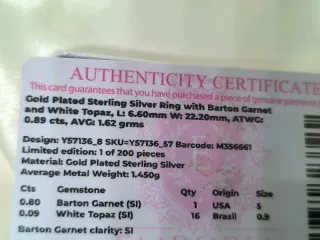 AUTHENTICITY CERTIFICATE
This card guarantees that you have purchased a piece of genuine
Gold Plated Sterling Silver Ring with Barton Garnet
and White Topaz, L: 6.60mm W: 22.20mm, ATWG:
0.89 cts, AVG: 1.62 grms
Design: Y57136_8 SKU=Y57136_57 Barcode: M356661
Limited edition: 1 of 200 pieces
Material: Gold Plated Sterling Silver
Average Metal Weight: 1.450g
Cts Gemstone Qty Origin
0.80 Barton Garnet (SI) 1 USA 5
0.09 White Topaz (SI) 16 Brazil 0.9
Barton Garnet clarity: SI